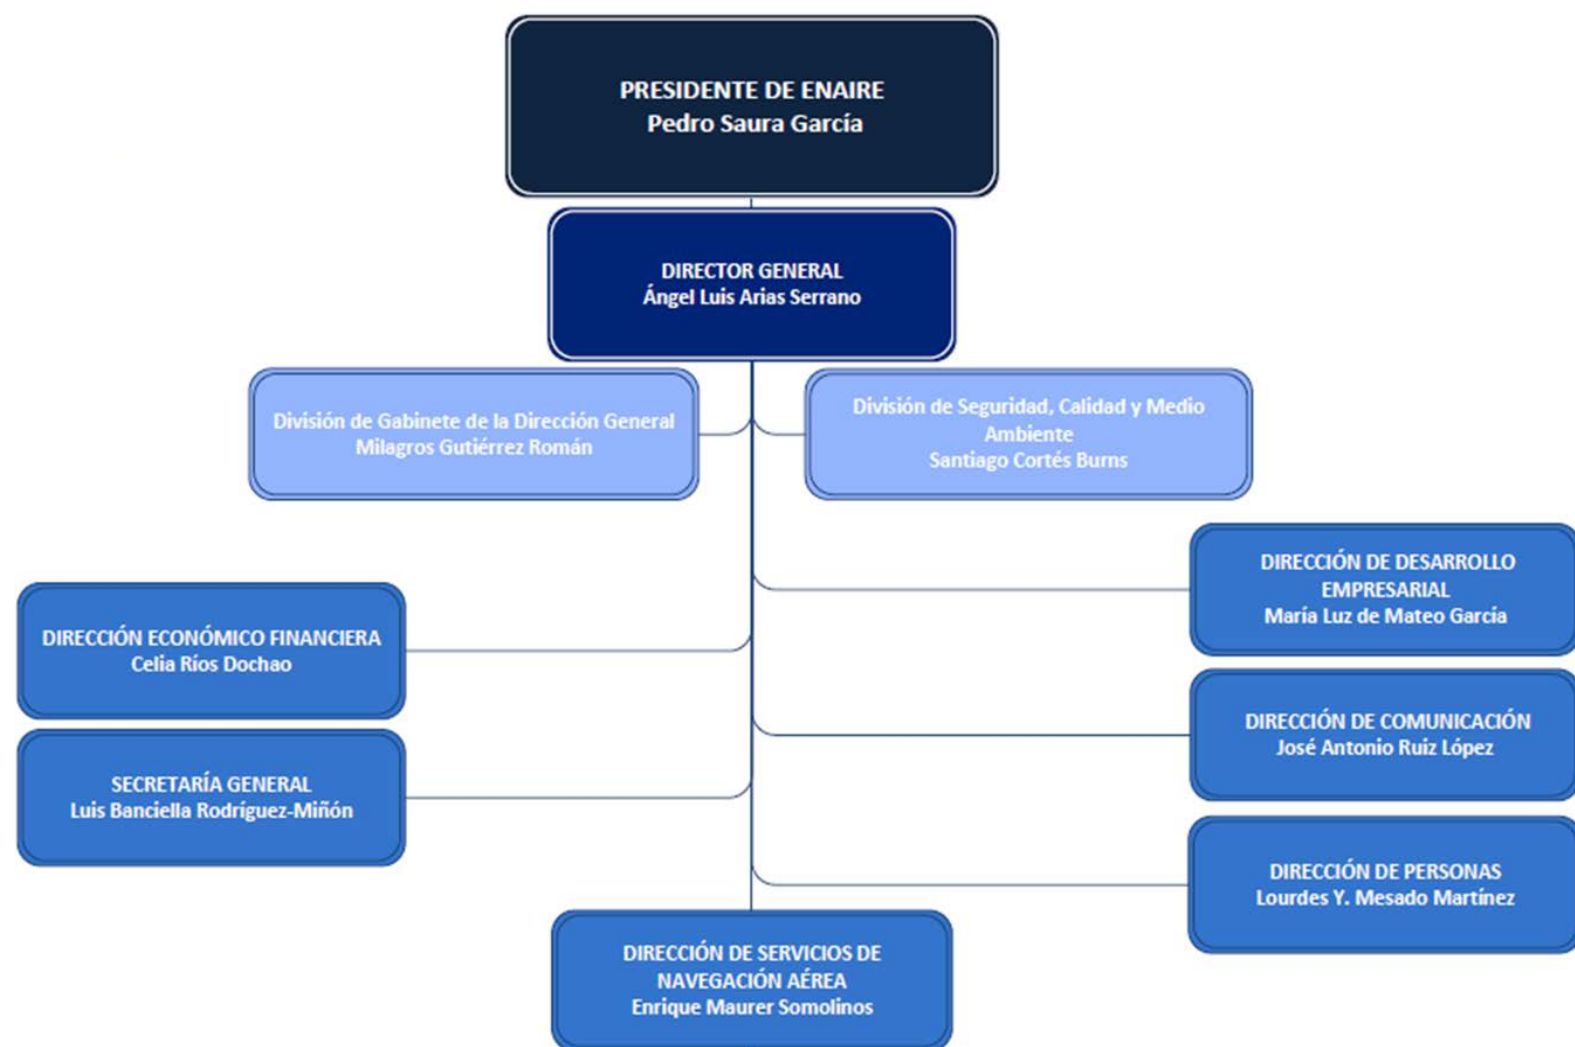 PRESIDENTE DE ENAIRE
Pedro Saura García
DIRECTOR GENERAL
Ángel Luis Arias Serrano
División de Gabinete de la Dirección General
Milagros Gutiérrez Román
División de Seguridad, Calidad y Medio
Ambiente
Santiago Cortés Burns
DIRECCIÓN DE DESARROLLO
EMPRESARIAL
María Luz de Mateo García
DIRECCIÓN ECONÓMICO FINANCIERA
Celia Ríos Dochao
DIRECCIÓN DE COMUNICACIÓN
José Antonio Ruiz López
SECRETARÍA GENERAL
Luis Banciella Rodríguez-Miñón
DIRECCIÓN DE PERSONAS
Lourdes Y. Mesado Martínez
DIRECCIÓN DE SERVICIOS DE
NAVEGACIÓN AÉREA
Enrique Maurer Somolinos